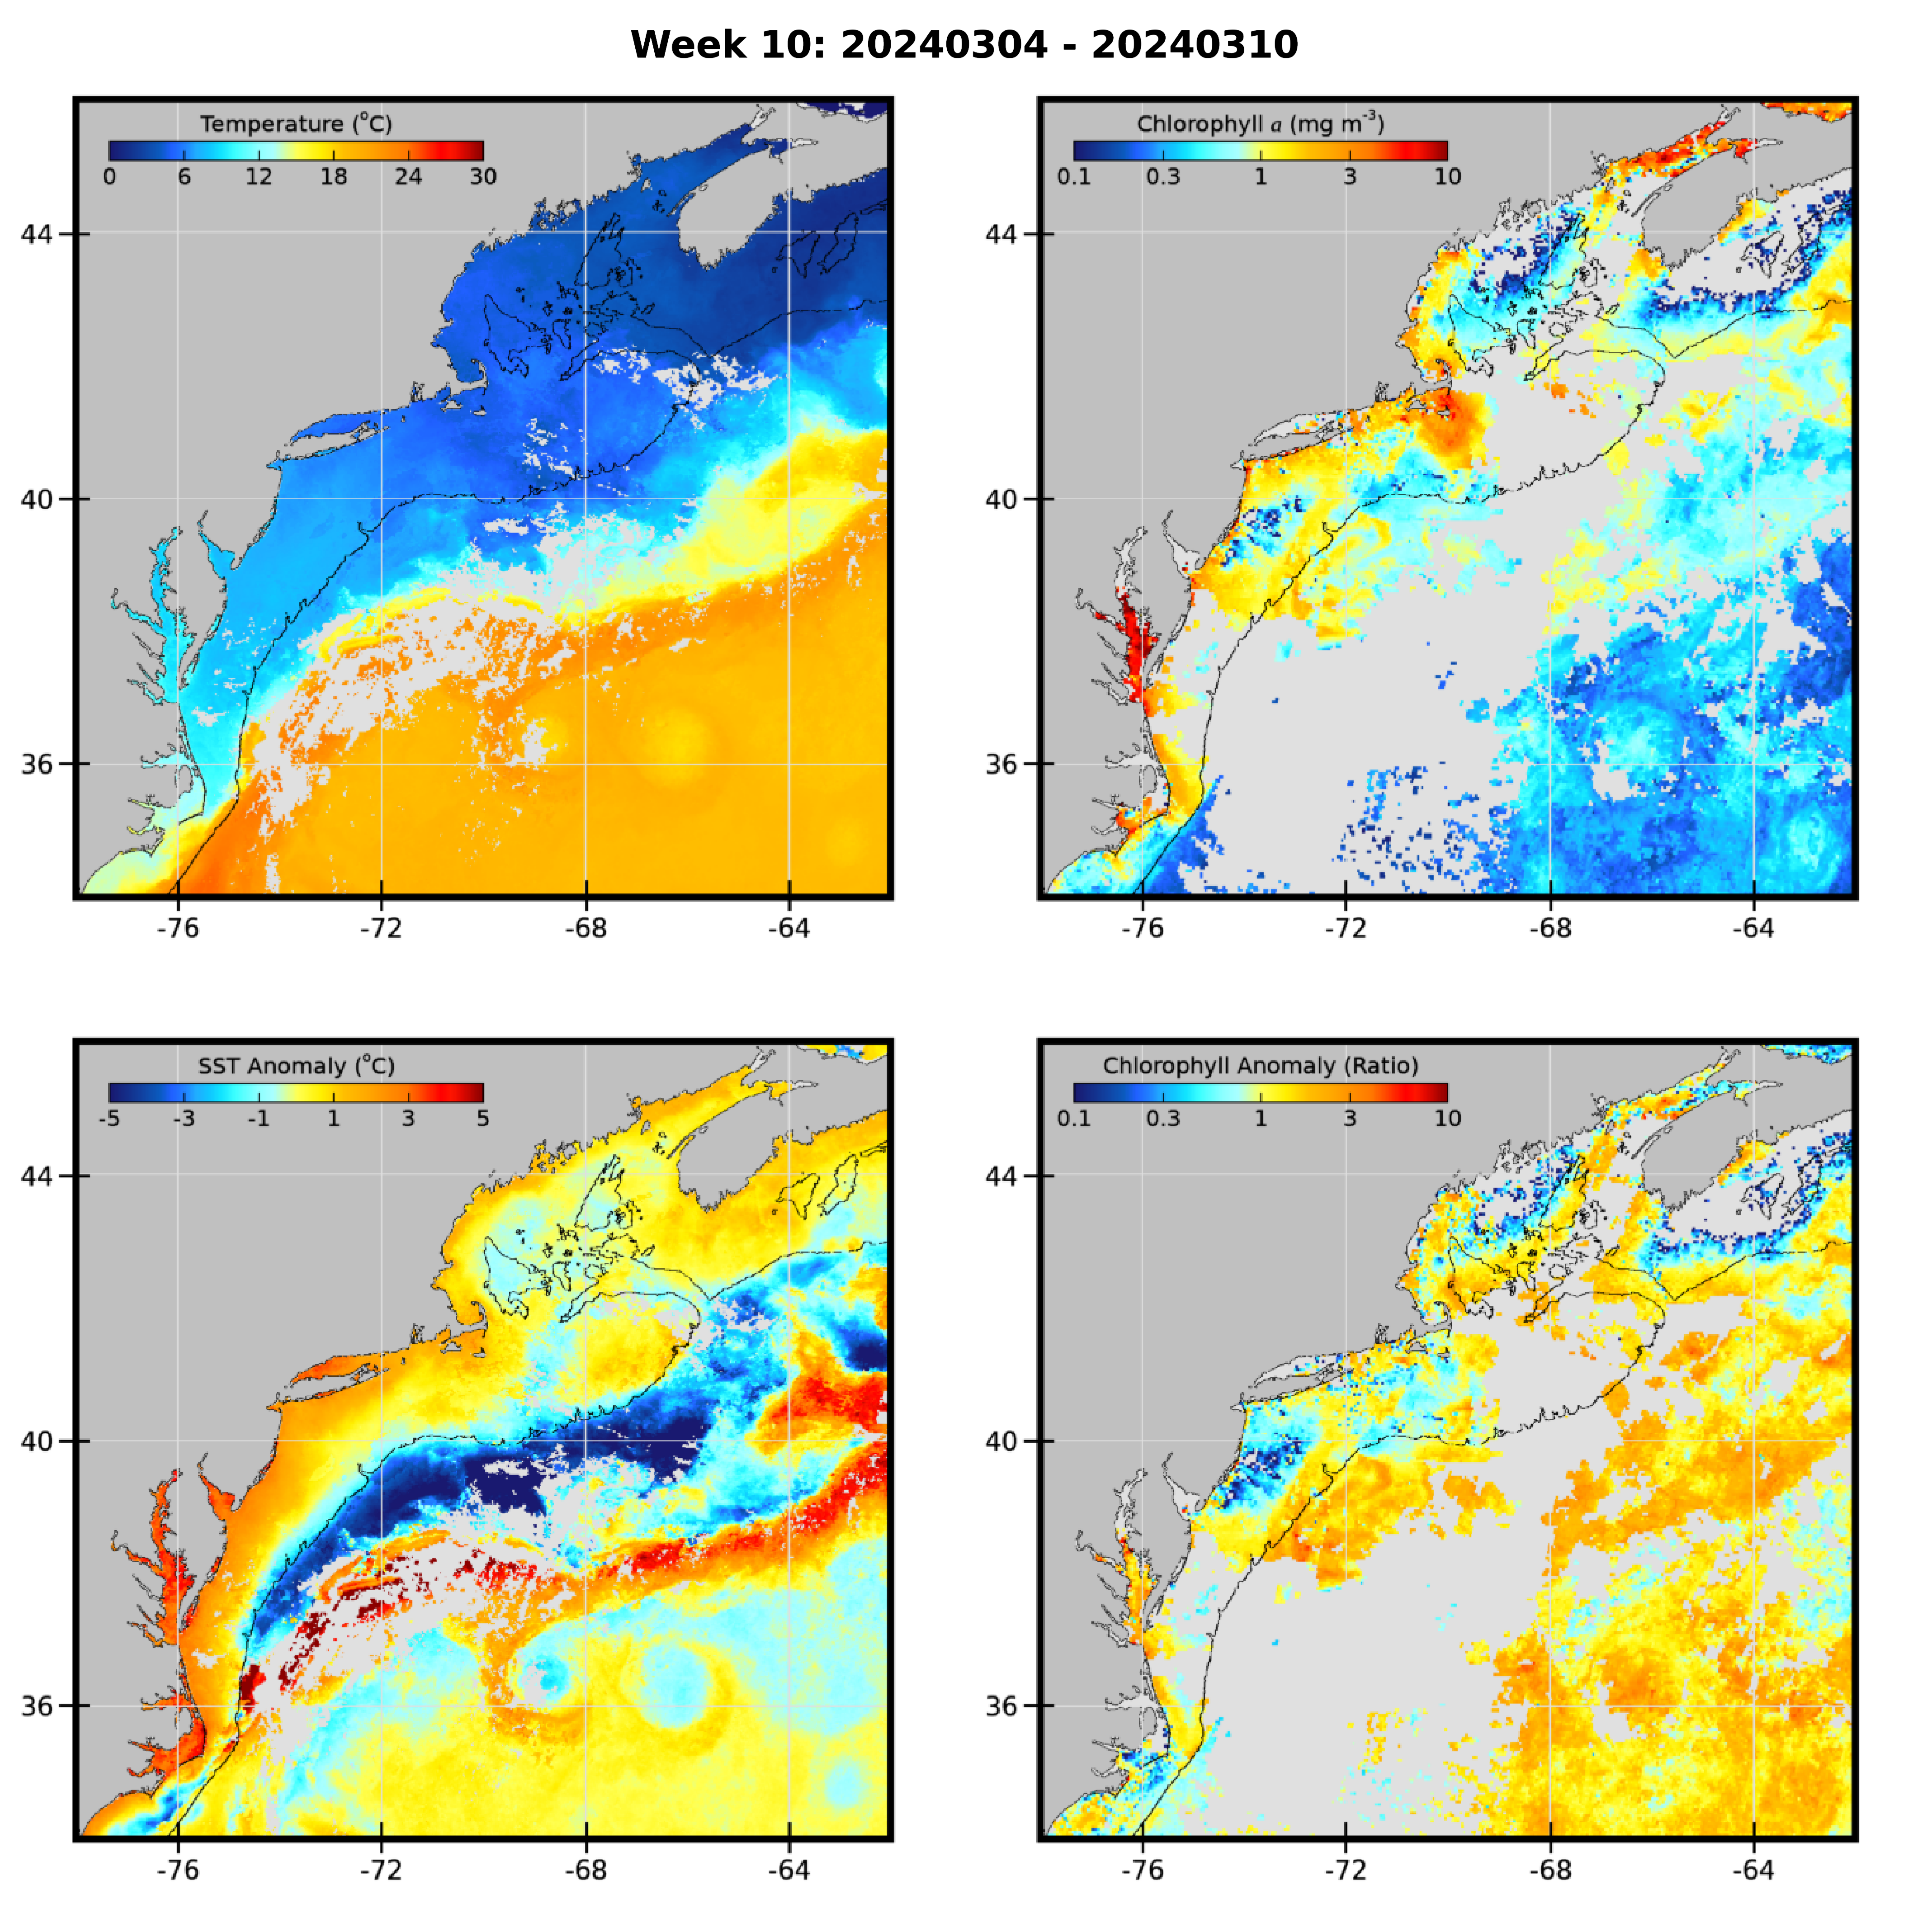 Week 10: 20240304 - 20240310
Temperature (°C)
0 6 12 18 24 30
44
40
36
-76 -72 -68 -64
Chlorophyll a (mg m⁻³)
0.1 0.3 1 3 10
44
40
36
-76 -72 -68 -64
SST Anomaly (°C)
-5 -3 -1 1 3 5
44
40
36
-76 -72 -68 -64
Chlorophyll Anomaly (Ratio)
0.1 0.3 1 3 10
44
40
36
-76 -72 -68 -64